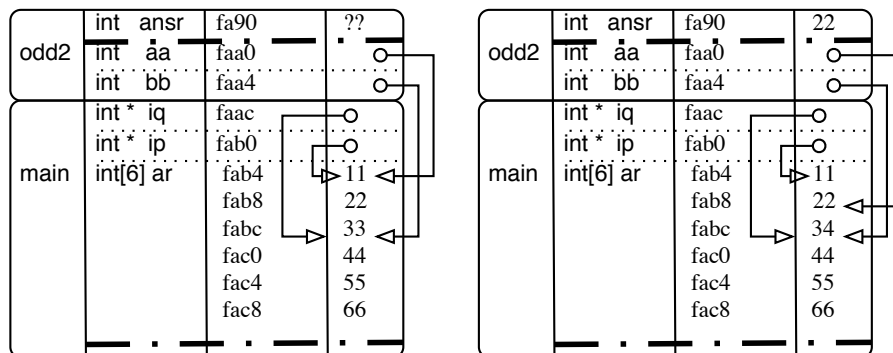 int ansr fa90 ??
odd2 int aa faa0
int bb faa4
int * iq faac
int * ip fab0
main int[6] ar fab4 11
fab8 22
fabc 33
fac0 44
fac4 55
fac8 66
int ansr fa90 22
odd2 int aa faa0
int bb faa4
int * iq faac
int * ip fab0
main int[6] ar fab4 11
fab8 22
fabc 34
fac0 44
fac4 55
fac8 66